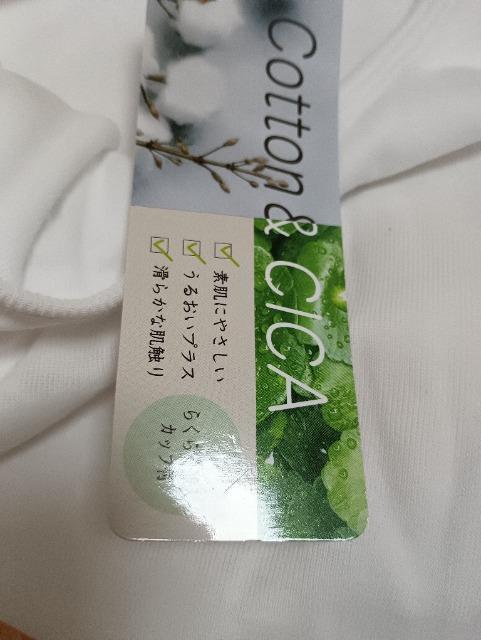 Cotton & CICA
素肌にやさしい
うるおいプラス
滑らかな肌触り
らくら
カップ